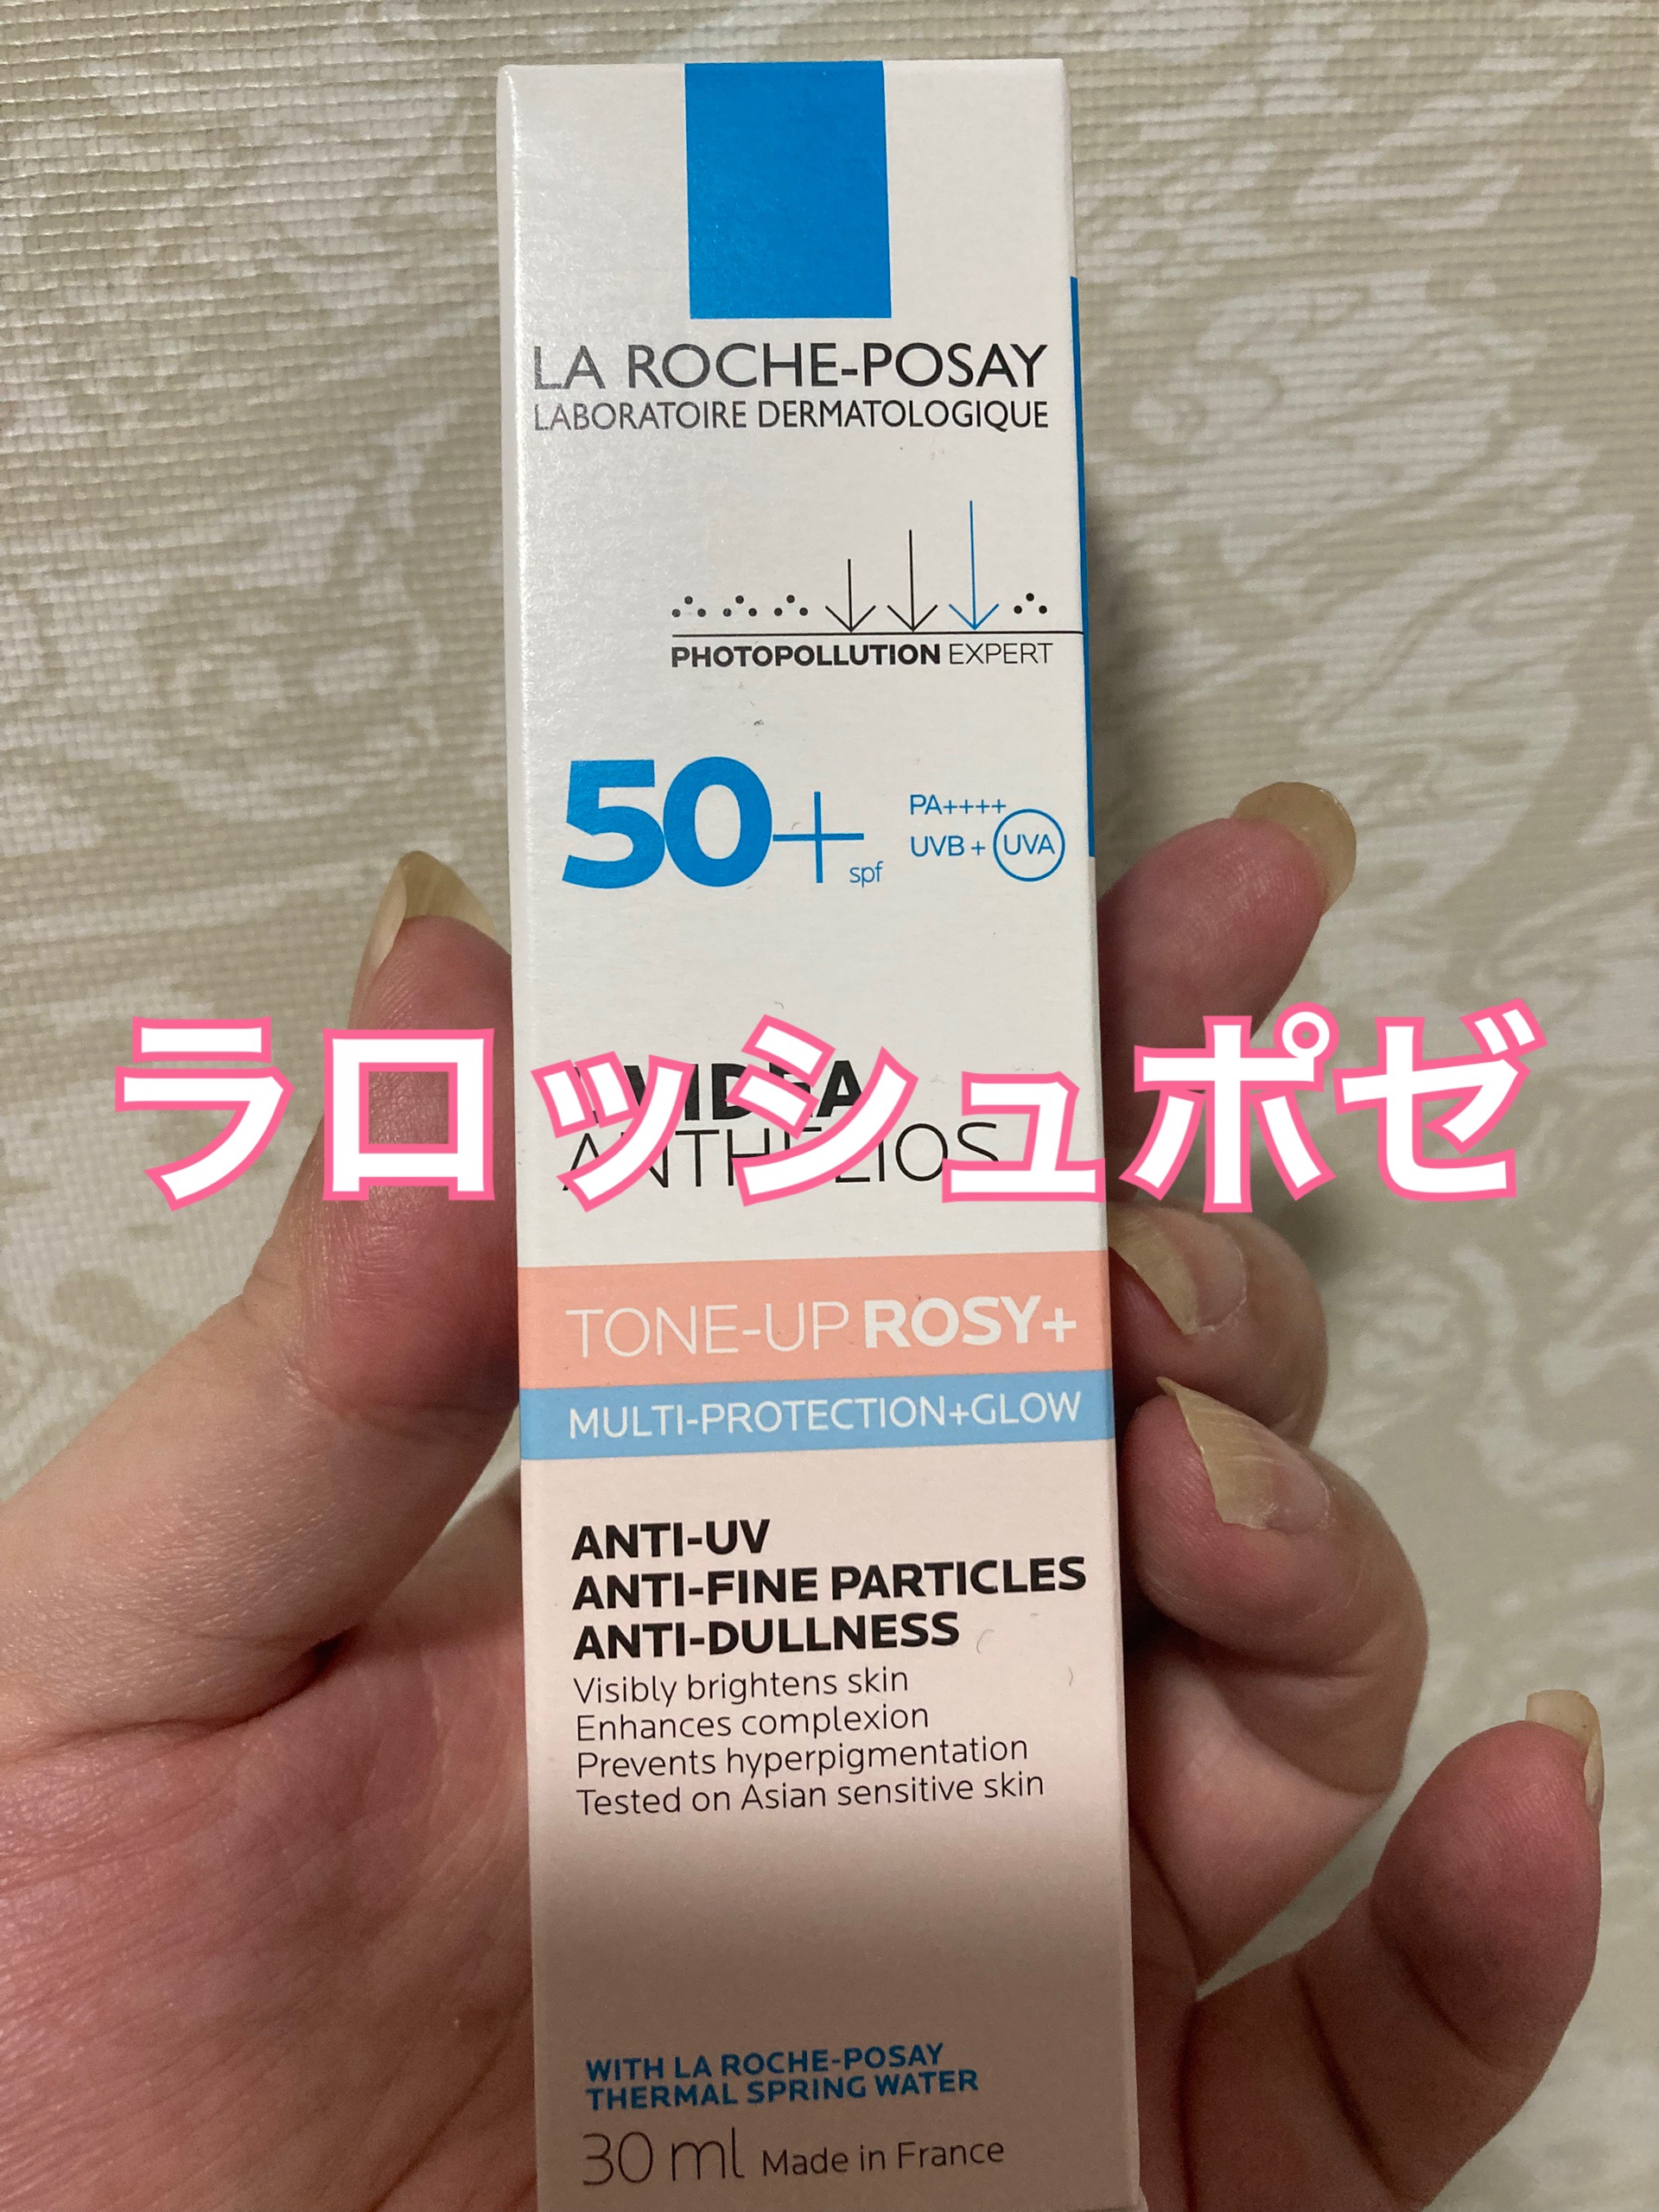 LA ROCHE-POSAY
LABORATOIRE DERMATOLOGIQUE
PHOTOPOLLUTION EXPERT
50+ spf
PA++++
UVB + UVA
ラロッシュポゼ
ANTHELIOS
TONE-UP ROSY+
MULTI-PROTECTION+GLOW
ANTI-UV
ANTI-FINE PARTICLES
ANTI-DULLNESS
Visibly brightens skin
Enhances complexion
Prevents hyperpigmentation
Tested on Asian sensitive skin
WITH LA ROCHE-POSAY
THERMAL SPRING WATER
30 ml Made in France